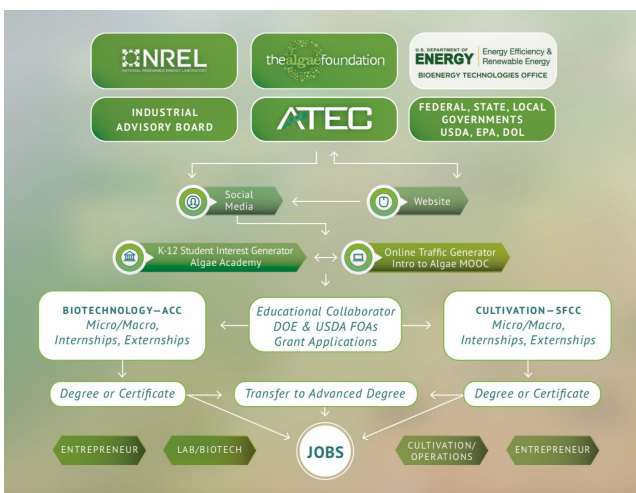 NREL
NATIONAL RENEWABLE ENERGY LABORATORY
thealgaefoundation
U.S. DEPARTMENT OF
ENERGY
Energy Efficiency &
Renewable Energy
BIOENERGY TECHNOLOGIES OFFICE
INDUSTRIAL
ADVISORY BOARD
ATEC
FEDERAL, STATE, LOCAL
GOVERNMENTS
USDA, EPA, DOL
Social
Media
Website
K-12 Student Interest Generator
Algae Academy
Online Traffic Generator
Intro to Algae MOOC
BIOTECHNOLOGY—ACC
Micro/Macro,
Internships, Externships
Educational Collaborator
DOE & USDA FOAs
Grant Applications
CULTIVATION—SFCC
Micro/Macro,
Internships, Externships
Degree or Certificate
Transfer to Advanced Degree
Degree or Certificate
ENTREPRENEUR
LAB/BIOTECH
JOBS
CULTIVATION/
OPERATIONS
ENTREPRENEUR